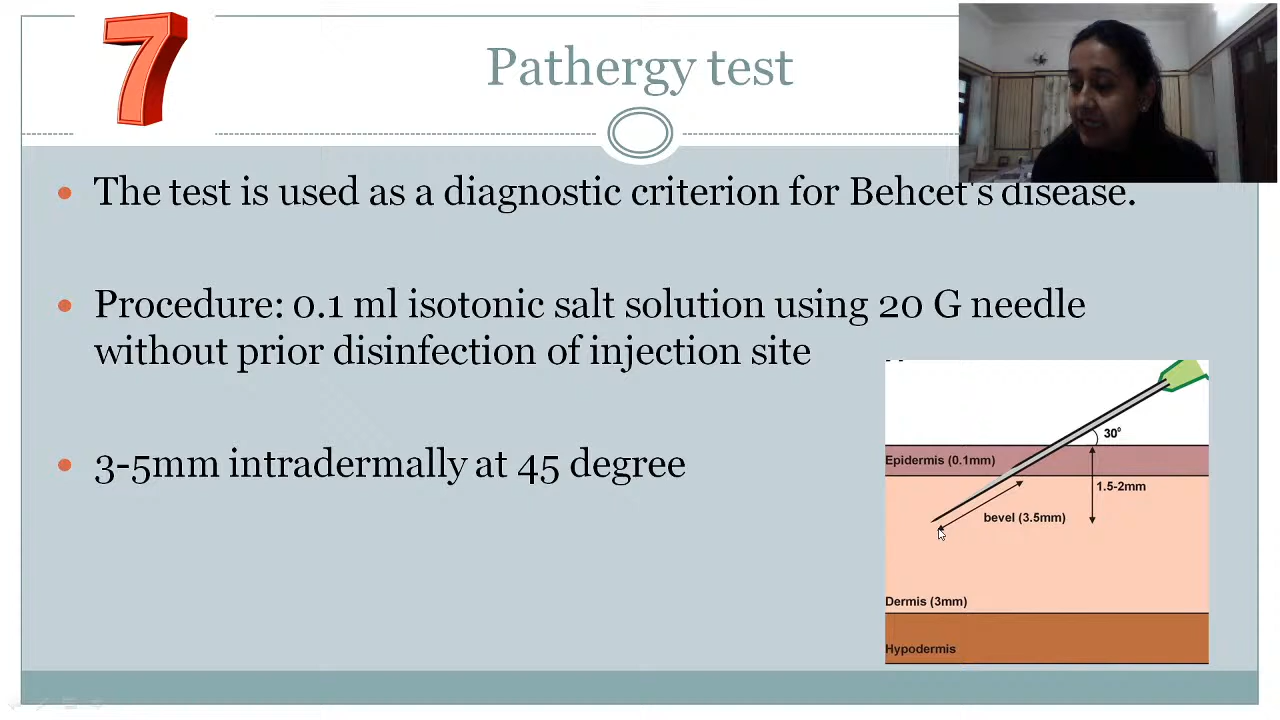 7
Pathergy test
The test is used as a diagnostic criterion for Behcet's disease.
Procedure: 0.1 ml isotonic salt solution using 20 G needle
without prior disinfection of injection site
3-5mm intradermally at 45 degree
30⁰
Epidermis (0.1mm)
1.5-2mm
bevel (3.5mm)
Dermis (3mm)
Hypodermis